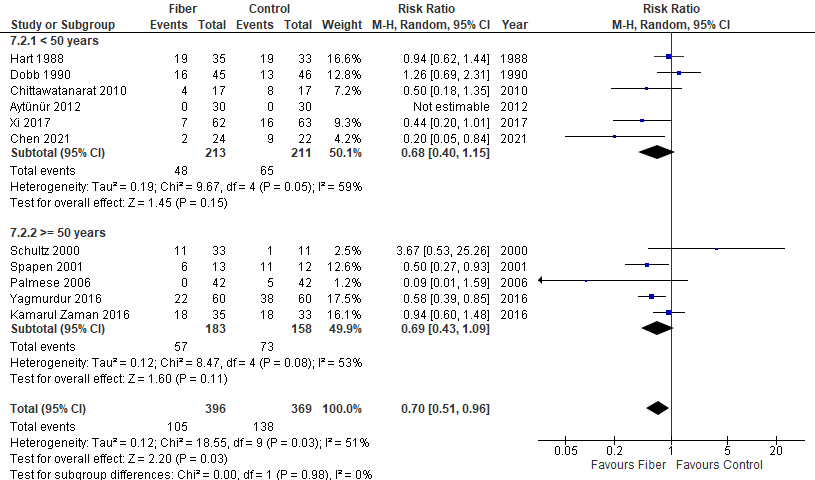 Fiber Control Risk Ratio Risk Ratio
Study or Subgroup Events Total Events Total Weight M-H, Random, 95% CI Year M-H, Random, 95% CI
7.2.1 < 50 years
Hart 1988 19 35 19 33 16.6% 0.94 [0.62, 1.44] 1988
Dobb 1990 16 45 13 46 12.8% 1.26 [0.69, 2.31] 1990
Chittawatanarat 2010 4 17 8 17 7.2% 0.50 [0.18, 1.35] 2010
Aytünür 2012 0 30 0 30 Not estimable 2012
Xi 2017 7 62 16 63 9.3% 0.44 [0.20, 1.01] 2017
Chen 2021 2 24 9 22 4.2% 0.20 [0.05, 0.84] 2021
Subtotal (95% CI) 213 211 50.1% 0.68 [0.40, 1.15]
Total events 48 65
Heterogeneity: Tau² = 0.19; Chi² = 9.67, df = 4 (P = 0.05); I² = 59%
Test for overall effect: Z = 1.45 (P = 0.15)
7.2.2 >= 50 years
Schultz 2000 11 33 1 11 2.5% 3.67 [0.53, 25.26] 2000
Spapen 2001 6 13 11 12 12.6% 0.50 [0.27, 0.93] 2001
Palmese 2006 0 42 5 42 1.2% 0.09 [0.01, 1.59] 2006
Yagmurdur 2016 22 60 38 60 17.5% 0.58 [0.39, 0.85] 2016
Kamarul Zaman 2016 18 35 18 33 16.1% 0.94 [0.60, 1.48] 2016
Subtotal (95% CI) 183 158 49.9% 0.69 [0.43, 1.09]
Total events 57 73
Heterogeneity: Tau² = 0.12; Chi² = 8.47, df = 4 (P = 0.08); I² = 53%
Test for overall effect: Z = 1.60 (P = 0.11)
Total (95% CI) 396 369 100.0% 0.70 [0.51, 0.96]
Total events 105 138
Heterogeneity: Tau² = 0.12; Chi² = 18.55, df = 9 (P = 0.03); I² = 51%
Test for overall effect: Z = 2.20 (P = 0.03)
Test for subgroup differences: Chi² = 0.00, df = 1 (P = 0.98), I² = 0%
0.05 0.2 1 5 20
Favours Fiber Favours Control